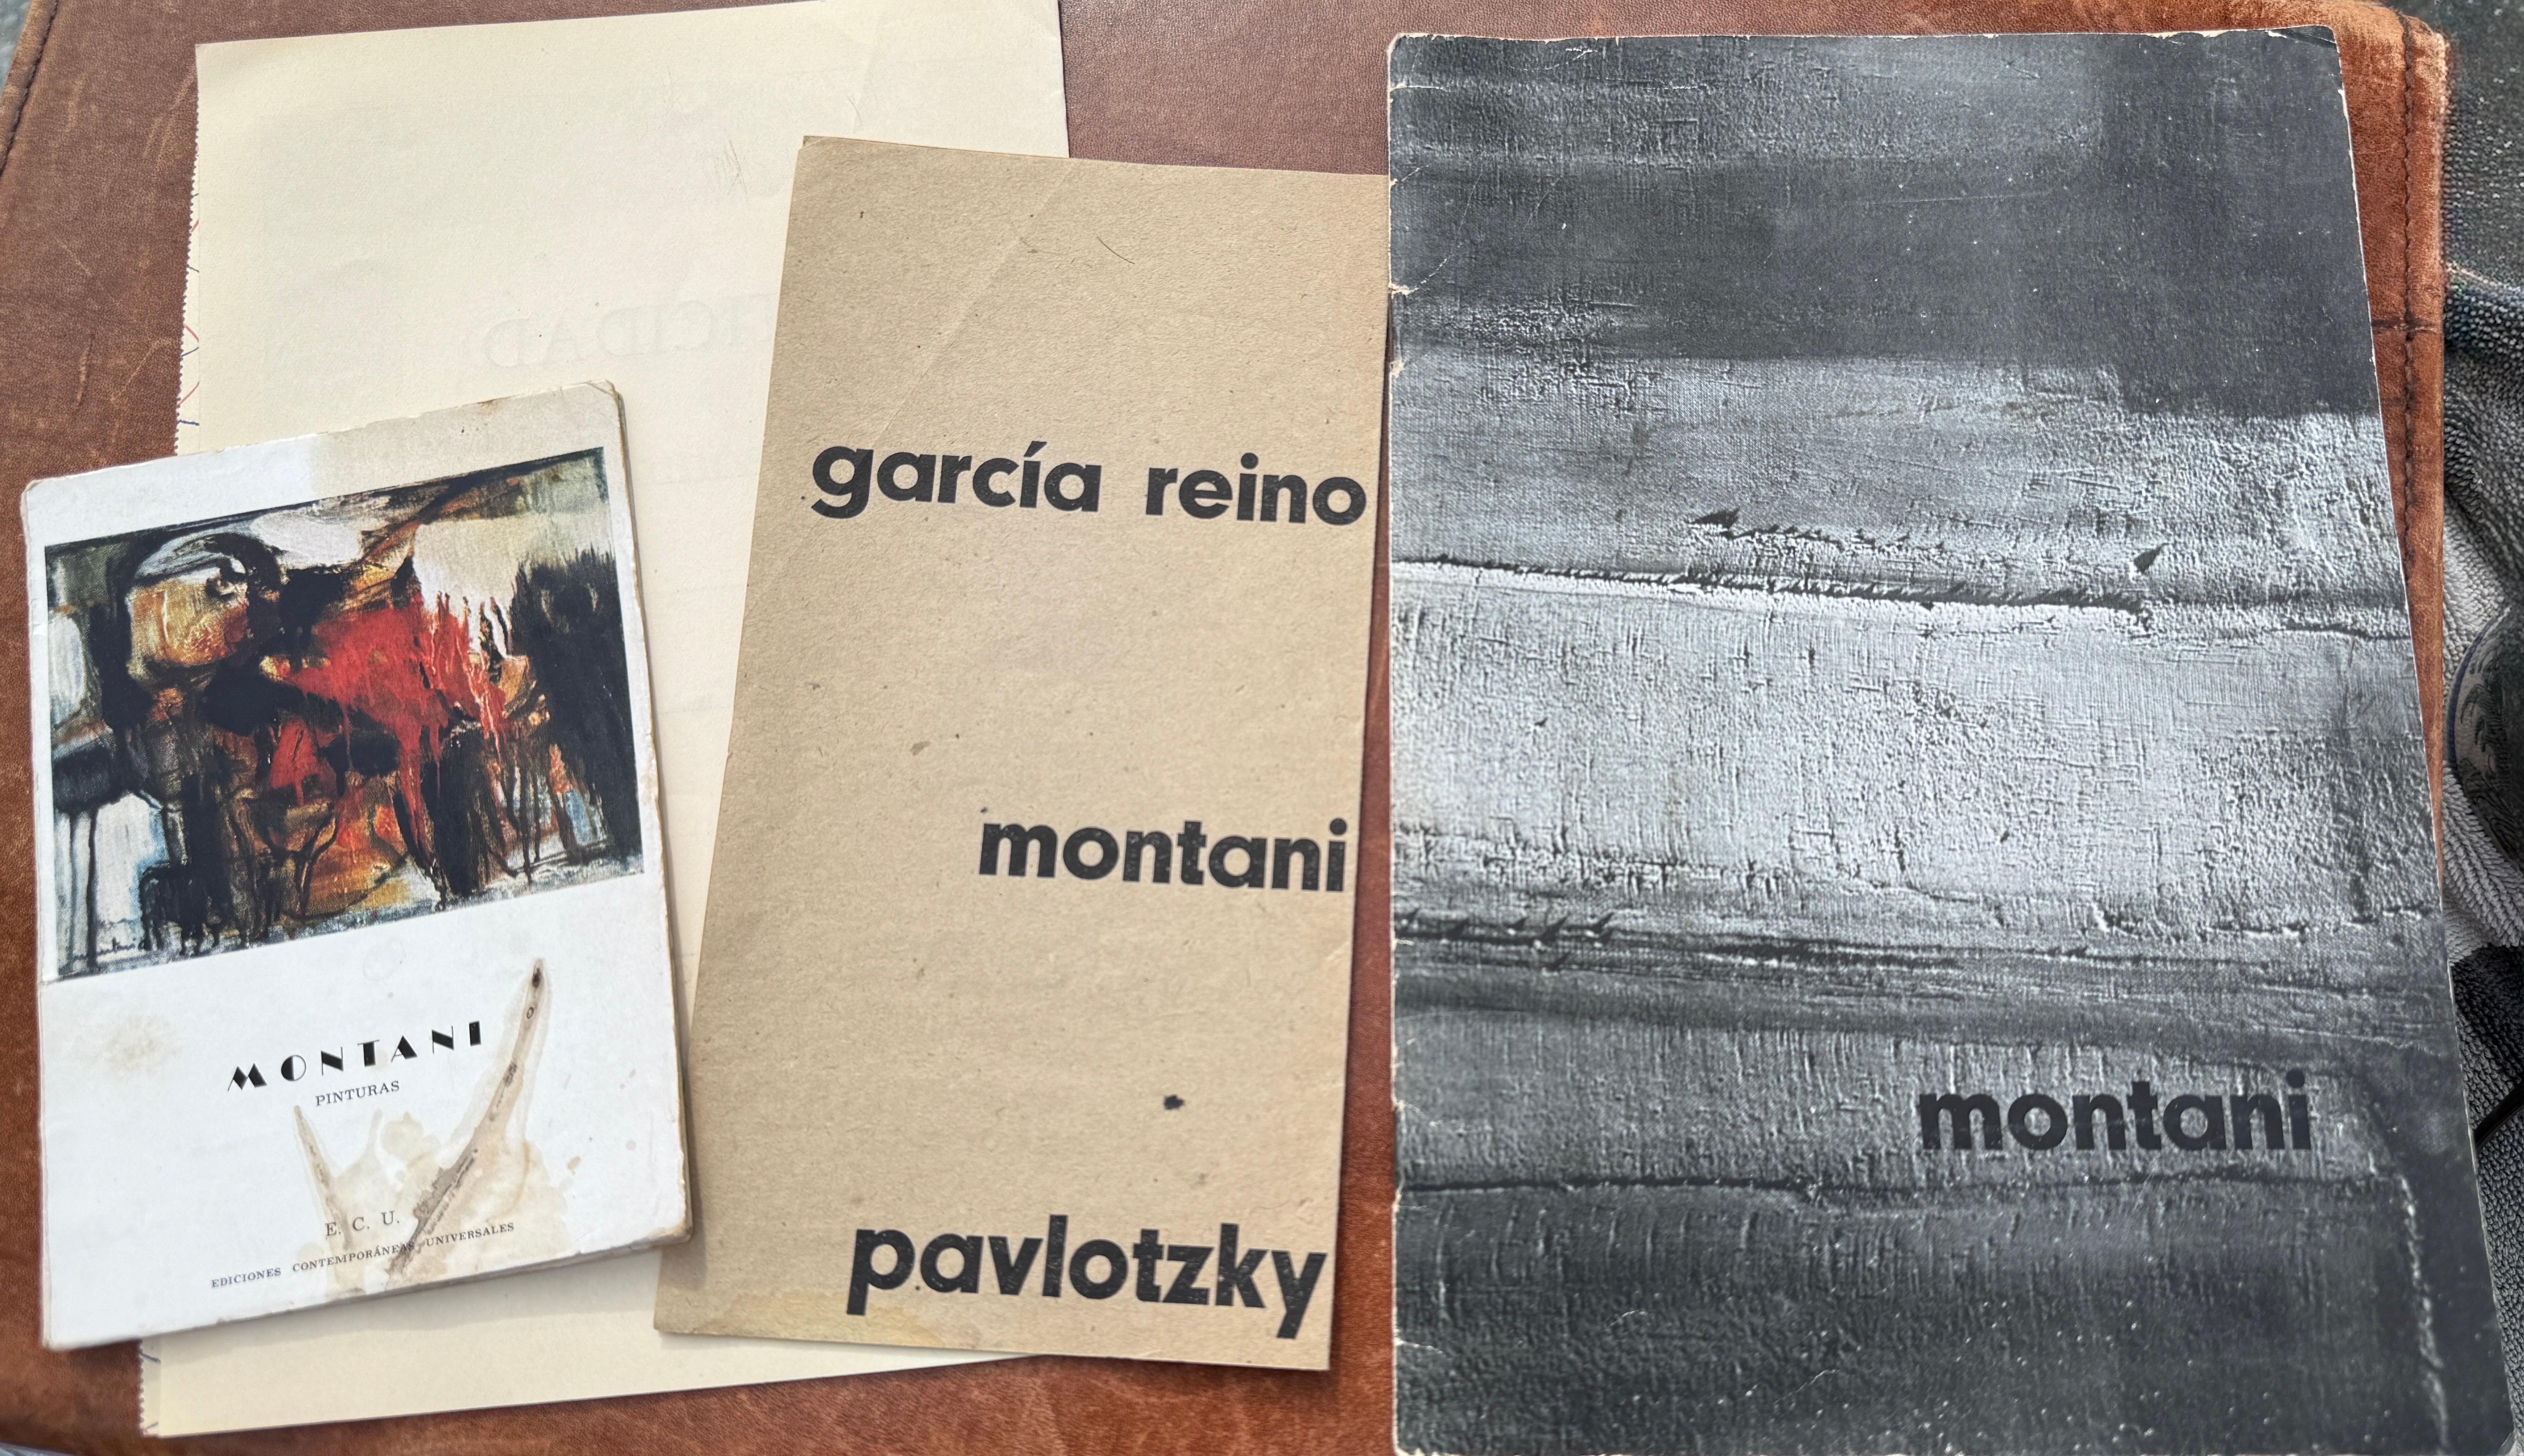 MONTANI
PINTURAS
E. C. U.
EDICIONES CONTEMPORÁNEAS UNIVERSALES
garcía reino
montani
pavlotzky
montani